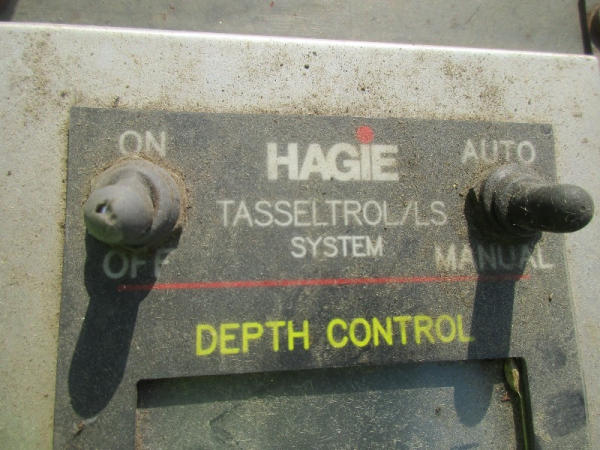 ON
HAGIE
AUTO
TASSELTROL/LS
SYSTEM
OFF
MANUAL
DEPTH CONTROL